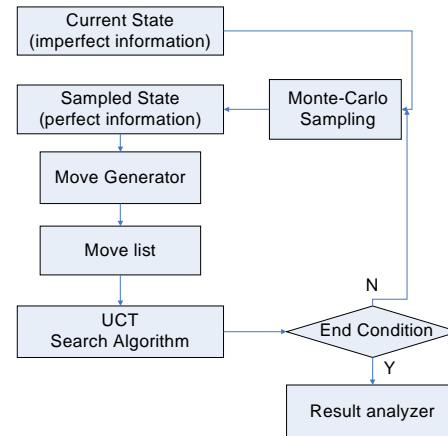 Current State
(imperfect information)
Sampled State
(perfect information)
Monte-Carlo
Sampling
Move Generator
Move list
N
UCT
Search Algorithm
End Condition
Y
Result analyzer